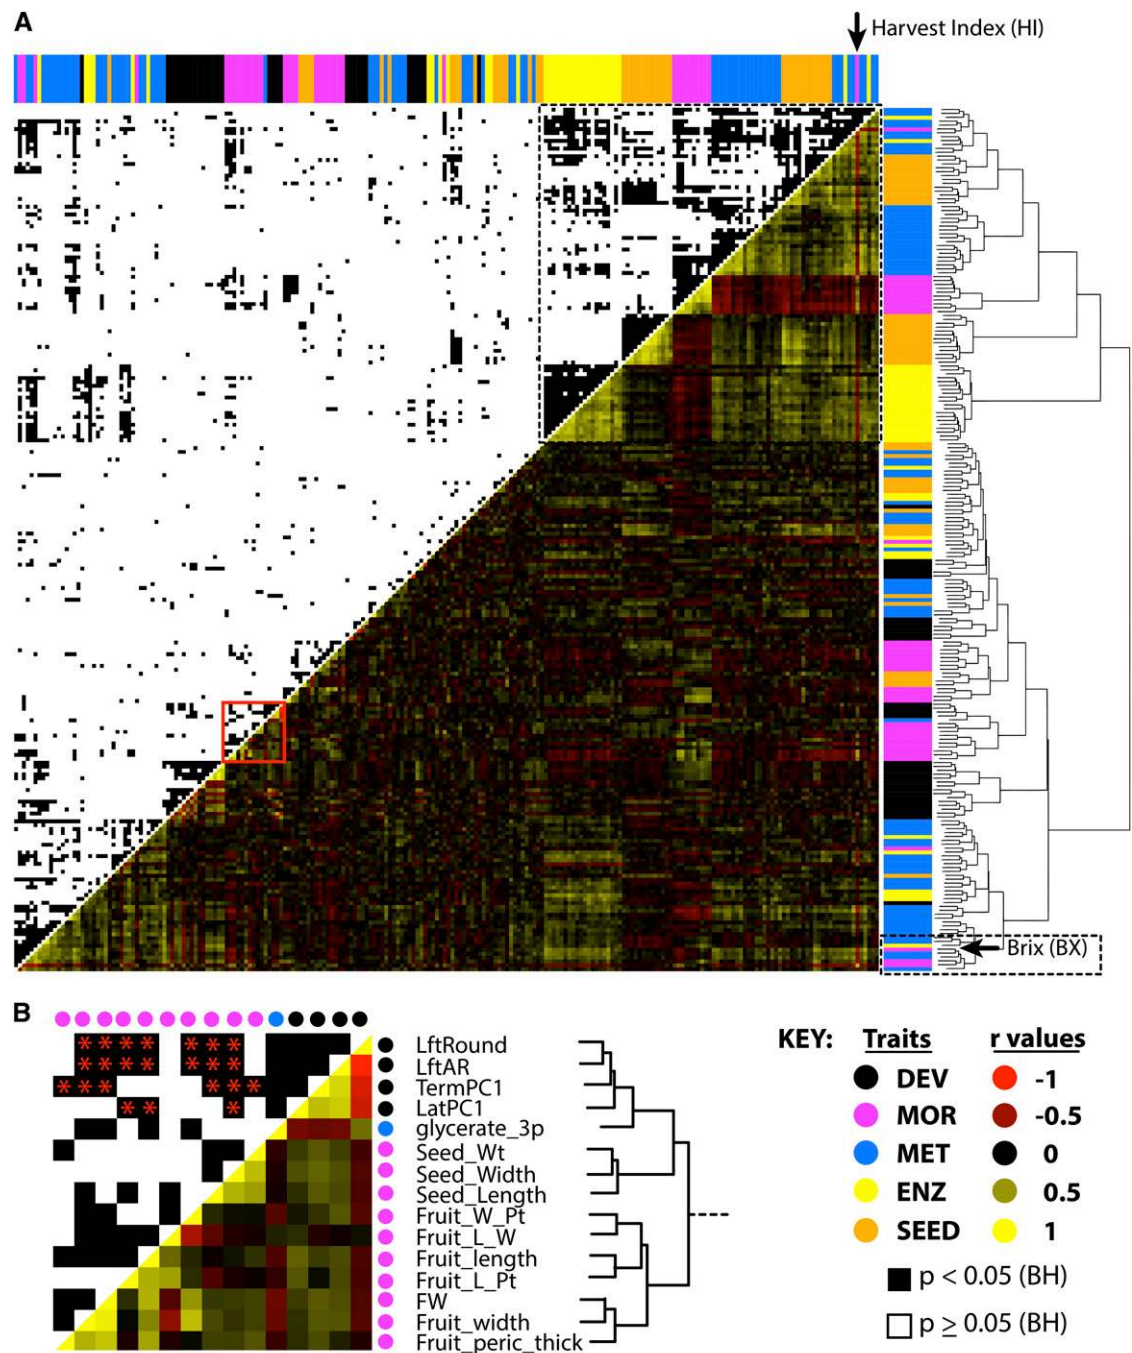 A
Harvest Index (HI)
Brix (BX)
B
* * * * * * *
* * * * * * *
* * * * * *
* * *
LftRound
LftAR
TermPC1
LatPC1
glycerate_3p
Seed_Wt
Seed_Width
Seed_Length
Fruit_W_Pt
Fruit_L_W
Fruit_length
Fruit_L_Pt
FW
Fruit_width
Fruit_peric_thick
KEY: Traits r values
DEV -1
MOR -0.5
MET 0
ENZ 0.5
SEED 1
p < 0.05 (BH)
p ≥ 0.05 (BH)